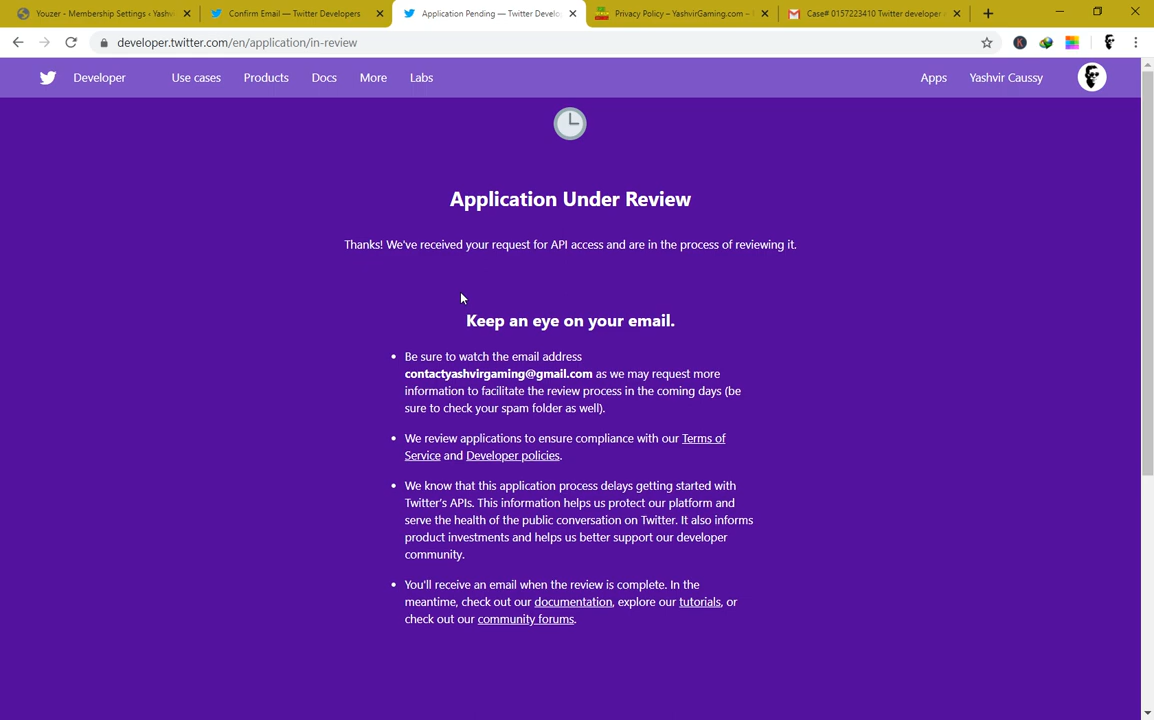 Youzer - Membership Settings ‹ Yashv
Confirm Email — Twitter Developers
Application Pending — Twitter Develo
Privacy Policy – YashvirGaming.com –
Case# 0157223410 Twitter developer
developer.twitter.com/en/application/in-review
Developer Use cases Products Docs More Labs Apps Yashvir Caussy
Application Under Review
Thanks! We've received your request for API access and are in the process of reviewing it.
Keep an eye on your email.
• Be sure to watch the email address
contactyashvirgaming@gmail.com as we may request more
information to facilitate the review process in the coming days (be
sure to check your spam folder as well).
• We review applications to ensure compliance with our Terms of
Service and Developer policies.
• We know that this application process delays getting started with
Twitter's APIs. This information helps us protect our platform and
serve the health of the public conversation on Twitter. It also informs
product investments and helps us better support our developer
community.
• You'll receive an email when the review is complete. In the
meantime, check out our documentation, explore our tutorials, or
check out our community forums.